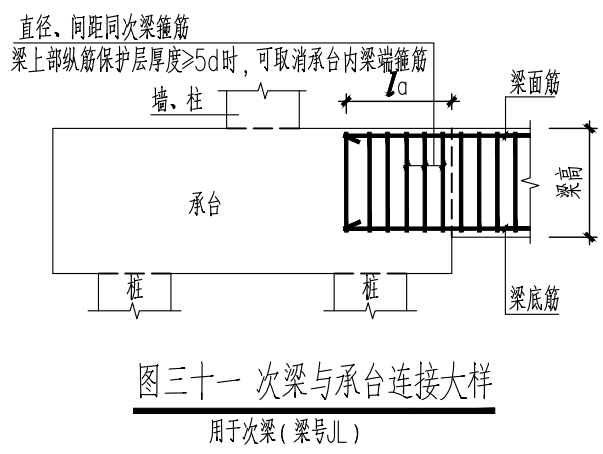 直径、间距同次梁箍筋
梁上部纵筋保护层厚度≥5d时，可取消承台内梁端箍筋
墙、柱
la
梁面筋
承台
梁高
桩
桩
梁底筋
图三十一 次梁与承台连接大样
用于次梁(梁号JL)